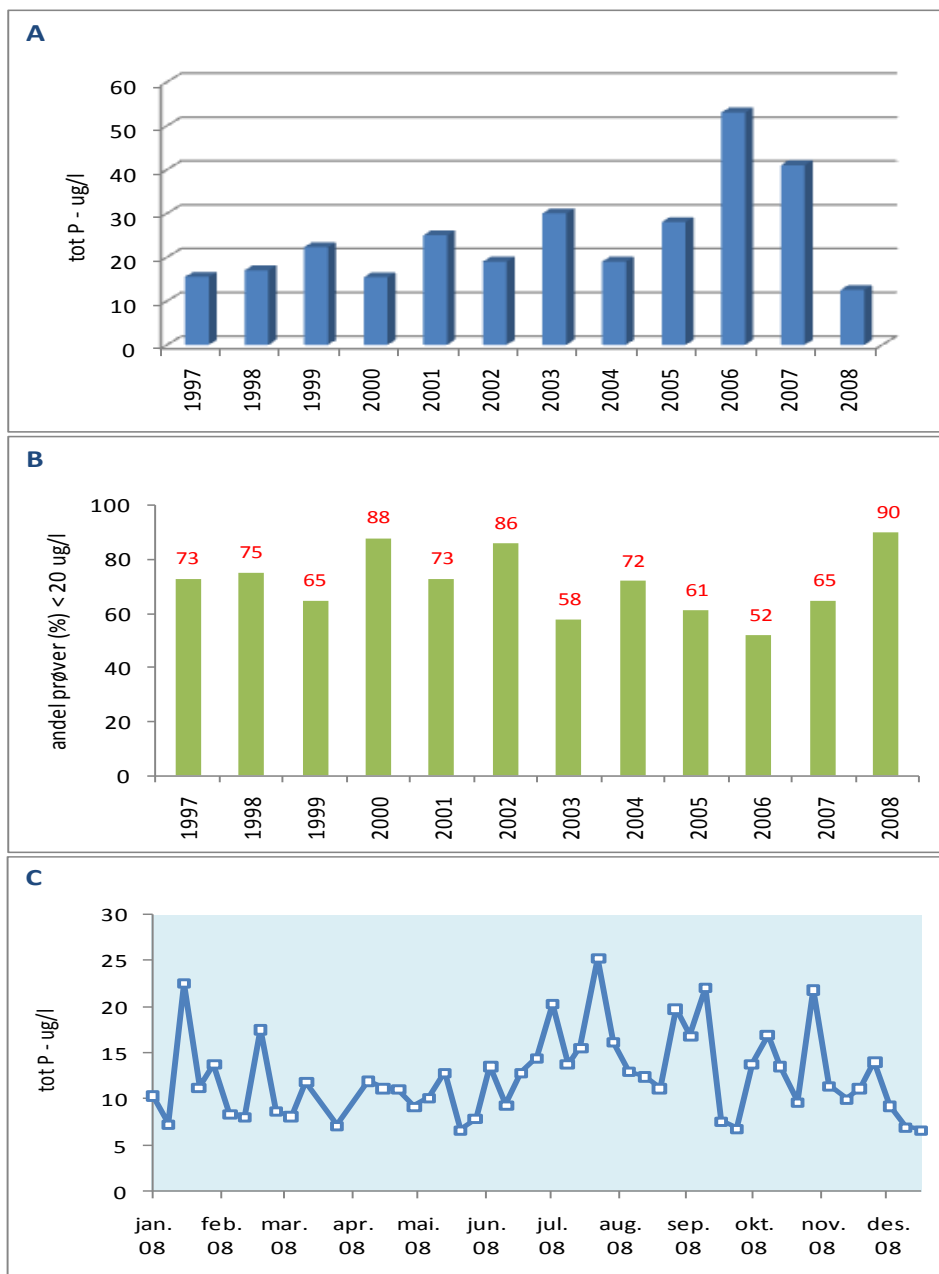 A
60
50
40
30
20
10
0
tot P - ug/l
1997 1998 1999 2000 2001 2002 2003 2004 2005 2006 2007 2008
B
100
80
60
40
20
0
andel prøver (%) < 20 ug/l
73 75 65 88 73 86 58 72 61 52 65 90
1997 1998 1999 2000 2001 2002 2003 2004 2005 2006 2007 2008
C
30
25
20
15
10
5
0
tot P - ug/l
jan. feb. mar. apr. mai. jun. jul. aug. sep. okt. nov. des.
08 08 08 08 08 08 08 08 08 08 08 08